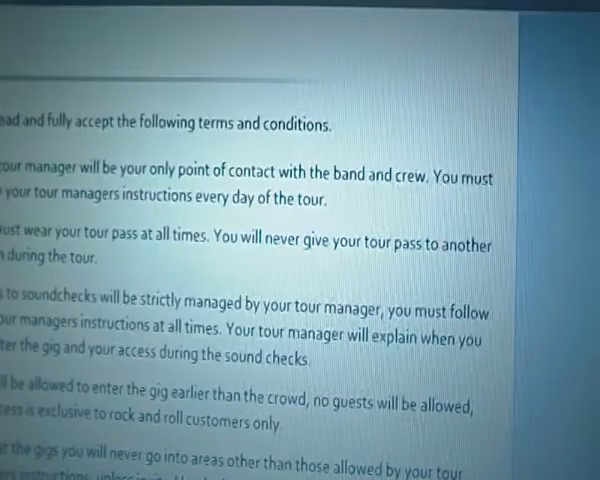 ead and fully accept the following terms and conditions.
our manager will be your only point of contact with the band and crew. You must
your tour managers instructions every day of the tour.
ust wear your tour pass at all times. You will never give your tour pass to another
during the tour.
to soundchecks will be strictly managed by your tour manager, you must follow
our managers instructions at all times. Your tour manager will explain when you
ter the gig and your access during the sound checks.
ll be allowed to enter the gig earlier than the crowd, no guests will be allowed,
cess is exclusive to rock and roll customers only.
t the gigs you will never go into areas other than those allowed by your tour